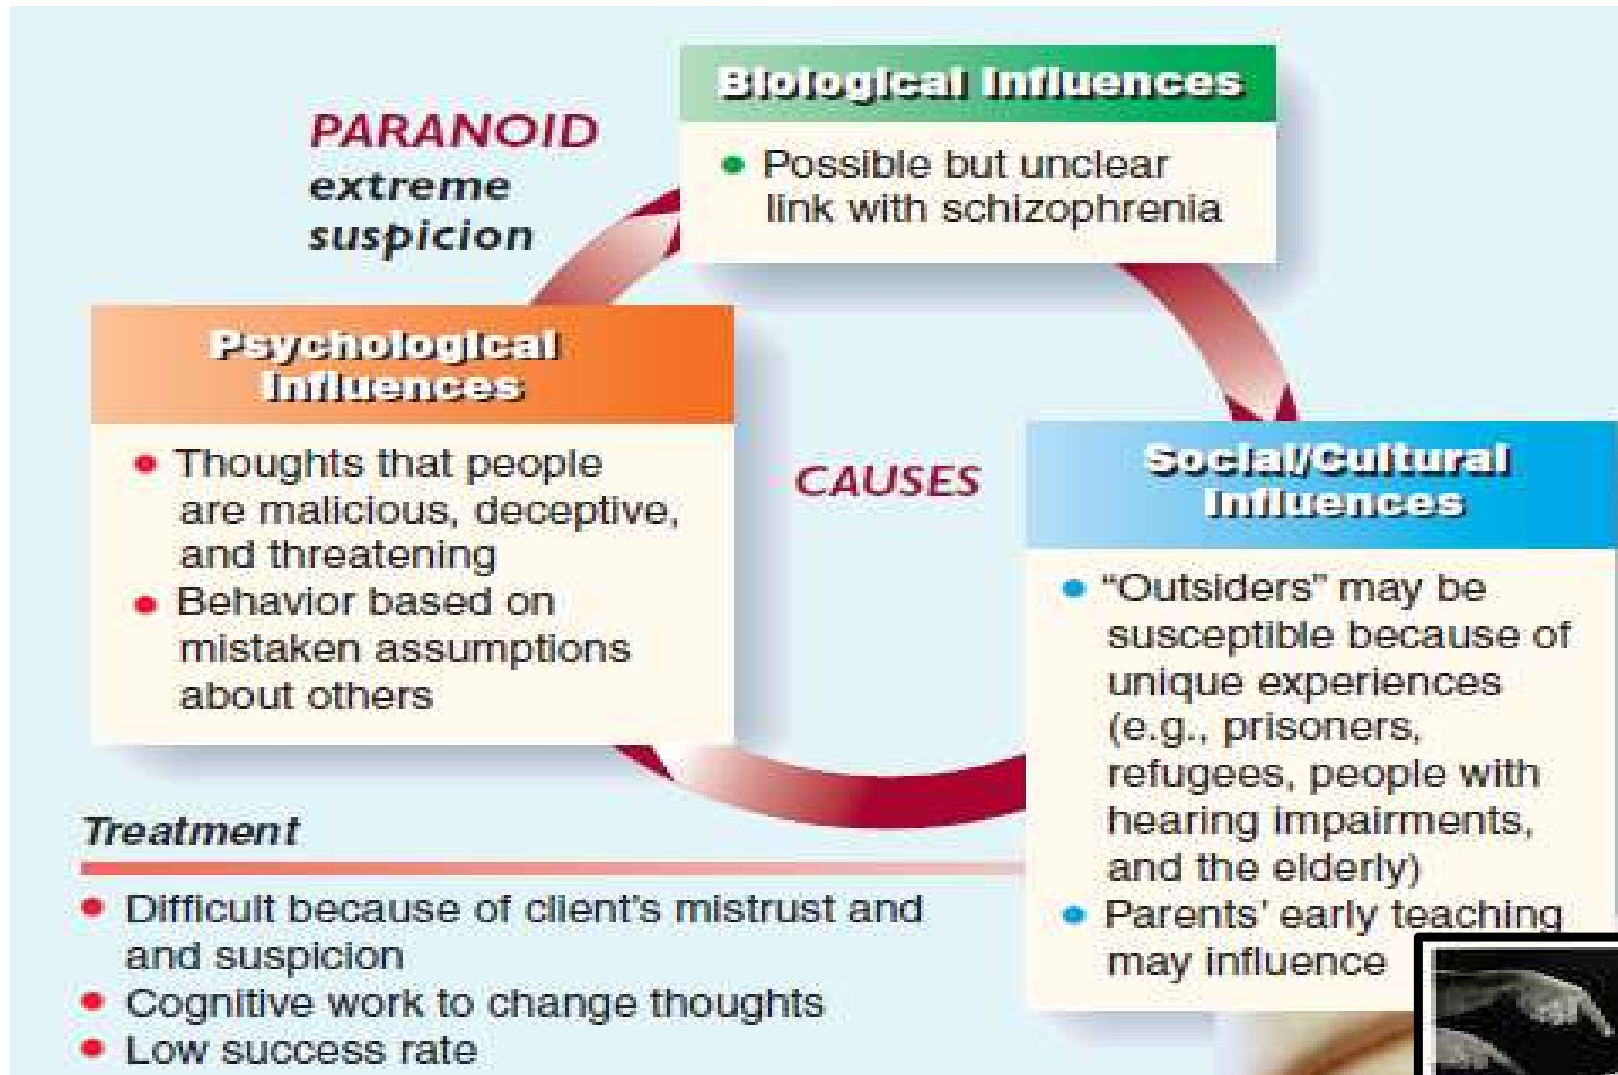 PARANOID
extreme
suspicion
Biological Influences
• Possible but unclear
link with schizophrenia
Psychological
Influences
• Thoughts that people
are malicious, deceptive,
and threatening
• Behavior based on
mistaken assumptions
about others
CAUSES
Social/Cultural
Influences
• “Outsiders” may be
susceptible because of
unique experiences
(e.g., prisoners,
refugees, people with
hearing impairments,
and the elderly)
• Parents’ early teaching
may influence
Treatment
• Difficult because of client's mistrust and
and suspicion
• Cognitive work to change thoughts
• Low success rate